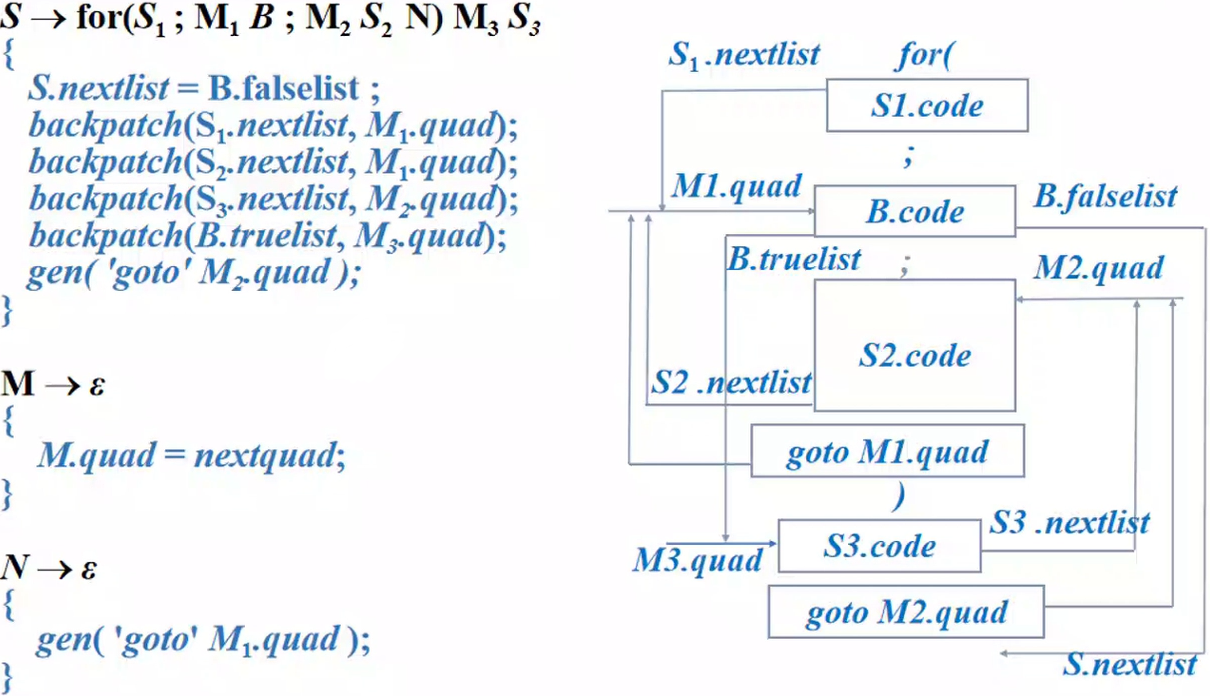 S → for(S₁ ; M₁ B ; M₂ S₂ N) M₃ S₃
{
S.nextlist = B.falselist ;
backpatch(S₁.nextlist, M₁.quad);
backpatch(S₂.nextlist, M₁.quad);
backpatch(S₃.nextlist, M₂.quad);
backpatch(B.truelist, M₃.quad);
gen( 'goto' M₂.quad );
}
M → ε
{
M.quad = nextquad;
}
N → ε
{
gen( 'goto' M₁.quad );
}
S₁.nextlist for(
S1.code
;
M1.quad
B.code
B.falselist
B.truelist ;
M2.quad
S2.code
S2 .nextlist
goto M1.quad
)
S3 .nextlist
S3.code
M3.quad
goto M2.quad
S.nextlist